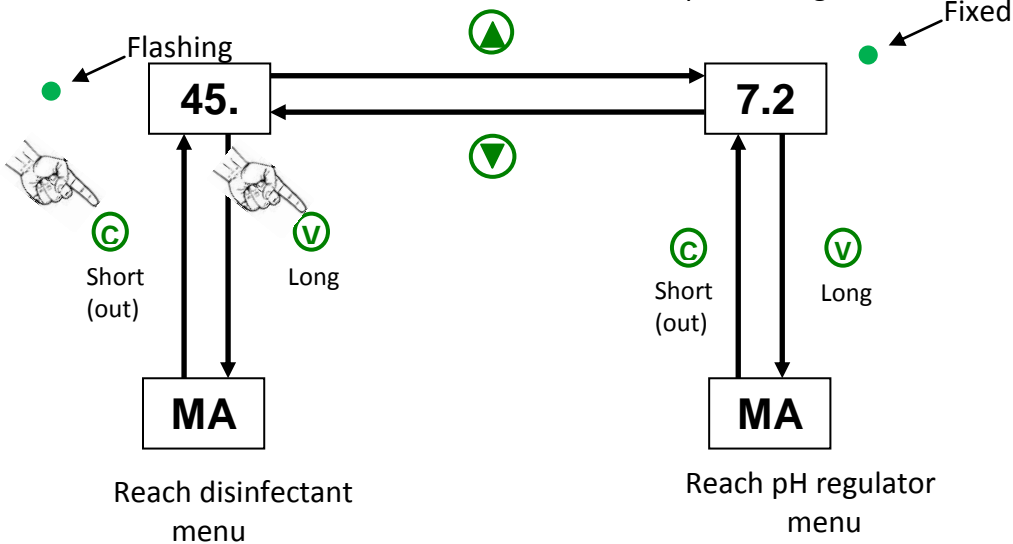 Fixed
Flashing
45.
7.2
C
V
C
V
Short
(out)
Long
Short
(out)
Long
MA
MA
Reach disinfectant
menu
Reach pH regulator
menu